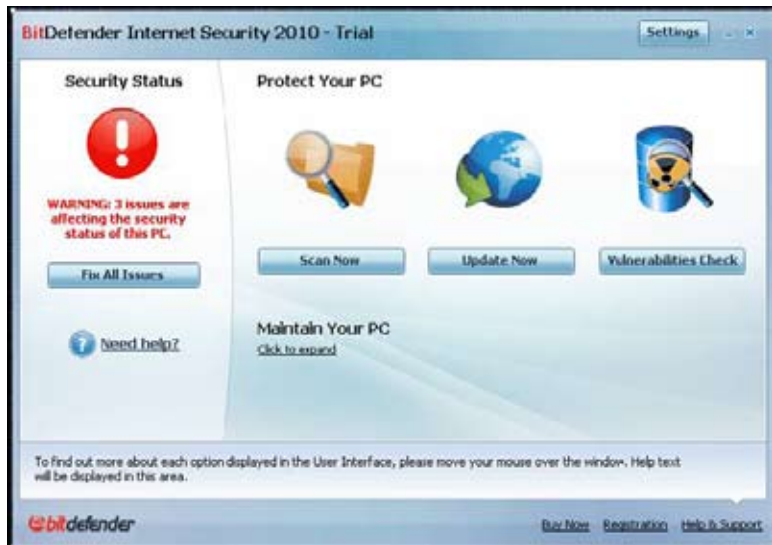 BitDefender Internet Security 2010 - Trial
Settings
Security Status
WARNING: 3 issues are
affecting the security
status of this PC.
Fix All Issues
Need help?
Protect Your PC
Scan Now
Update Now
Vulnerabilities Check
Maintain Your PC
Click to expand
To find out more about each option displayed in the User Interface, please move your mouse over the window. Help text
will be displayed in this area.
bitdefender
Buy Now
Registration
Help & Support